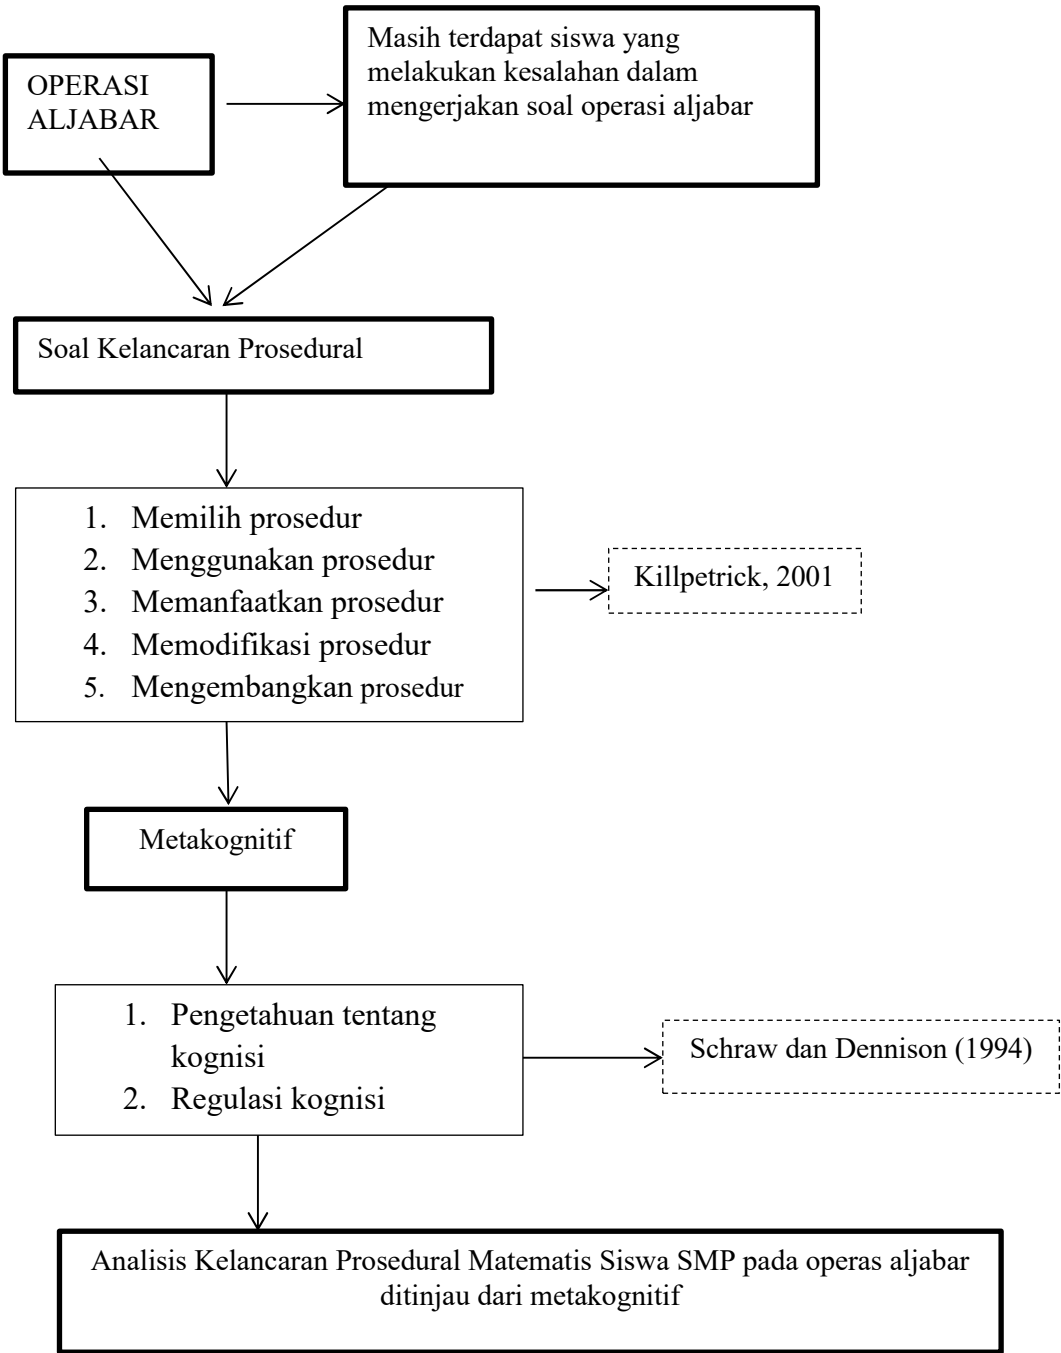 OPERASI
ALJABAR
Masih terdapat siswa yang
melakukan kesalahan dalam
mengerjakan soal operasi aljabar
Soal Kelancaran Prosedural
1. Memilih prosedur
2. Menggunakan prosedur
3. Memanfaatkan prosedur
4. Memodifikasi prosedur
5. Mengembangkan prosedur
Killpetrick, 2001
Metakognitif
1. Pengetahuan tentang
kognisi
2. Regulasi kognisi
Schraw dan Dennison (1994)
Analisis Kelancaran Prosedural Matematis Siswa SMP pada operas aljabar
ditinjau dari metakognitif